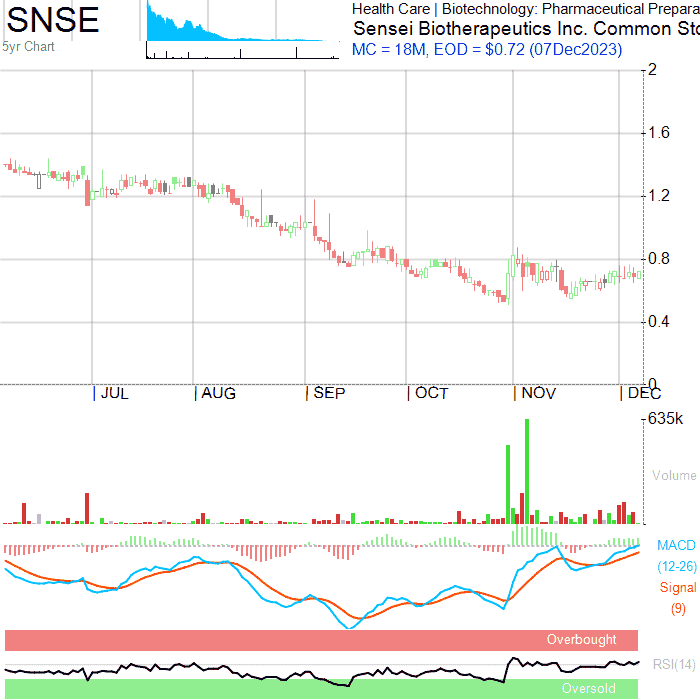 SNSE
5yr Chart
Health Care | Biotechnology: Pharmaceutical Prepara
Sensei Biotherapeutics Inc. Common Sto
MC = 18M, EOD = $0.72 (07Dec2023)
2
1.6
1.2
0.8
0.4
0
| JUL | AUG | SEP | OCT | NOV | DEC
635k
Volume
MACD
(12-26)
Signal
(9)
Overbought
RSI(14)
Oversold